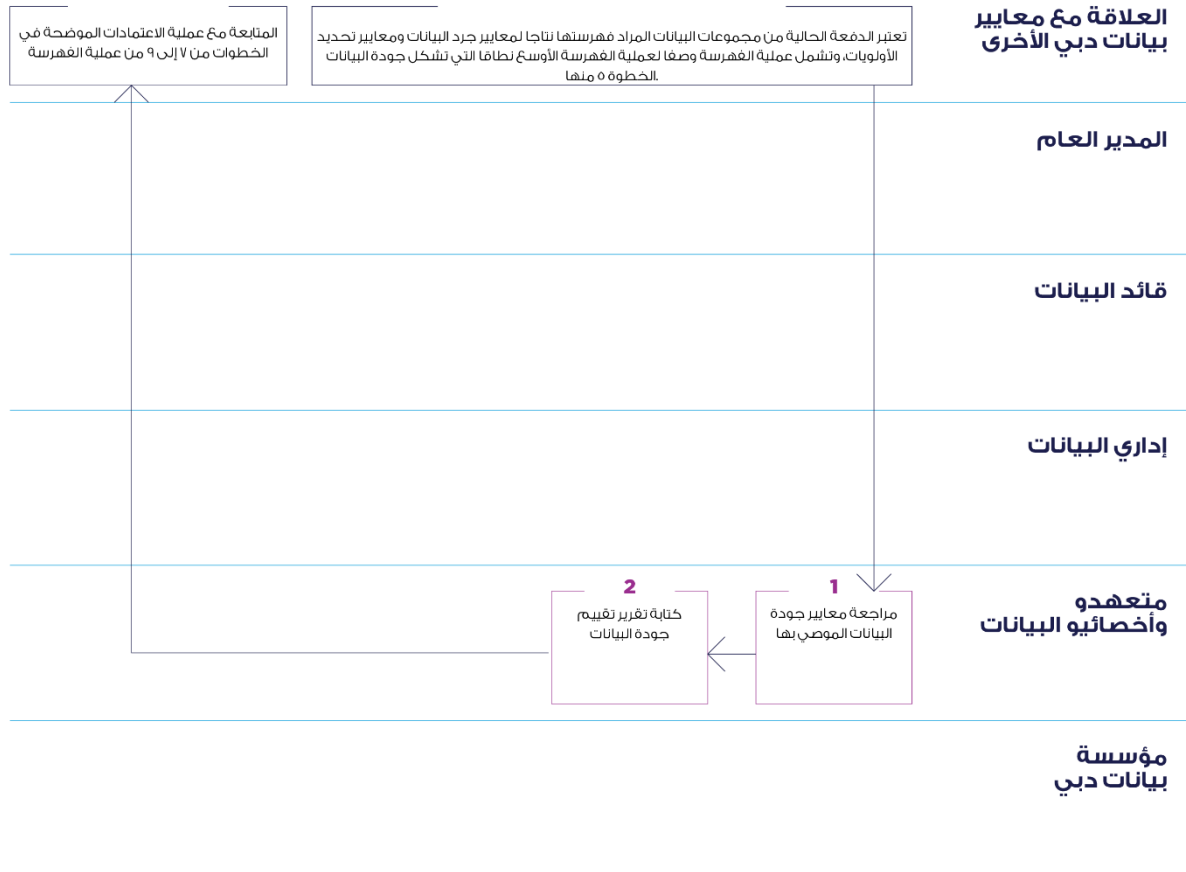 العلاقة مع معايير
بيانات دبي الأخرى
تعتبر الدفعة الحالية من مجموعات البيانات المراد فهرستها نتاجا لمعايير جرد البيانات ومعايير تحديد
الأولويات، وتشمل عملية الفهرسة وصفا لعملية الفهرسة الأوسع نطاقا التي تشكل جودة البيانات
الخطوة ٥ منها.
المتابعة مع عملية الاعتمادات الموضحة في
الخطوات من ٧ إلى ٩ من عملية الفهرسة
المدير العام
قائد البيانات
إداري البيانات
متعهدو
وأخصائيو البيانات
1
مراجعة معايير جودة
البيانات الموصي بها
2
كتابة تقرير تقييم
جودة البيانات
مؤسسة
بيانات دبي